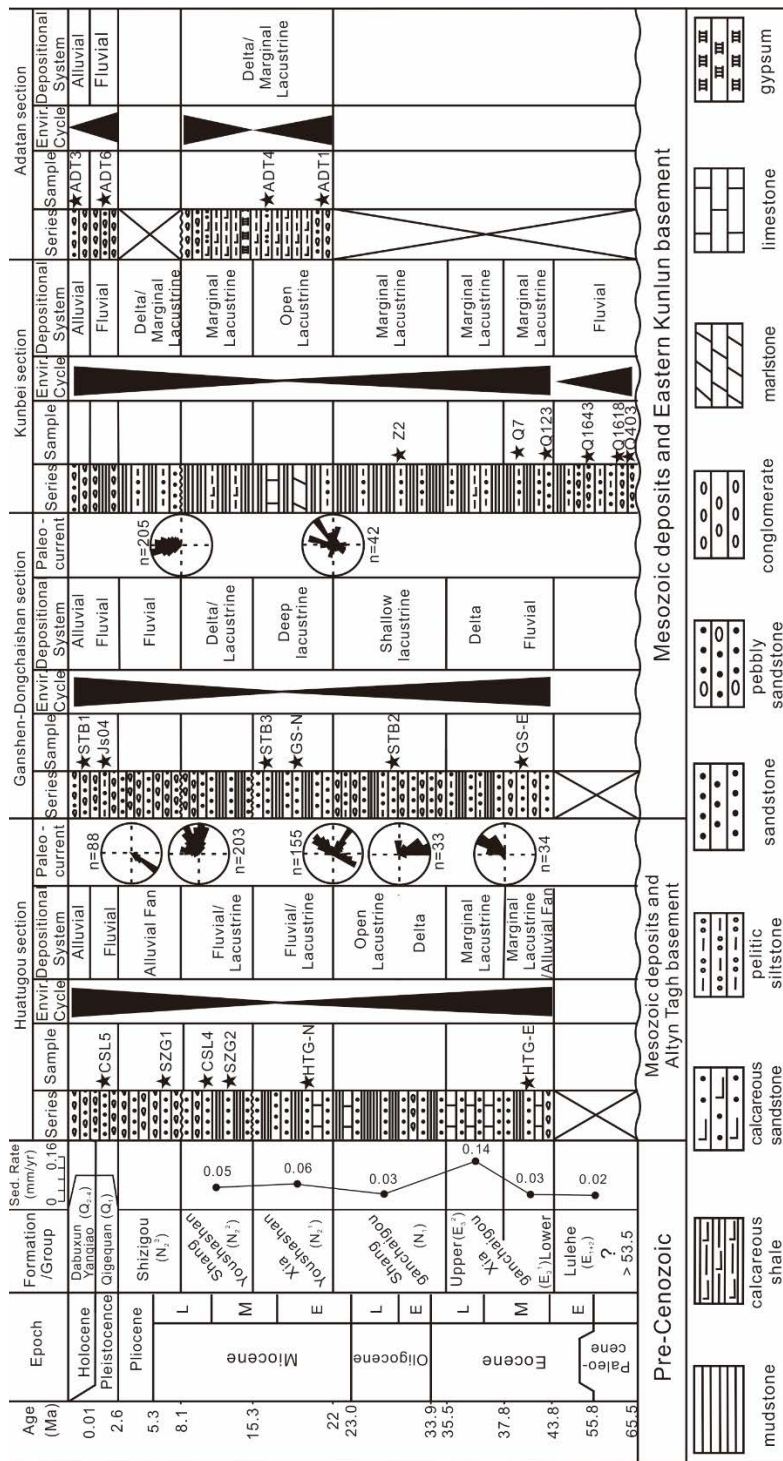 Age
(Ma)
Epoch
Formation
/Group
Sed. Rate
(mm/yr)
0
0.16
Huatugou section
Series
Sample
Envir.
Cycle
Depositional
System
Paleo-
current
Ganshen-Dongchaishan section
Series
Sample
Envir.
Cycle
Depositional
System
Paleo-
current
Kunbei section
Series
Sample
Envir.
Cycle
Depositional
System
Adatan section
Series
Sample
Envir.
Cycle
Depositional
System
0.01
2.6
5.3
8.1
15.3
22
23.0
33.9
35.5
37.8
43.8
55.8
65.5
Holocene
Pleistocence
Pliocene
Miocene
L
M
E
Oligocene
L
E
Eocene
L
M
E
Paleo-
cene
Pre-Cenozoic
Dabuxun
Yanqiao (Q₂₋₄)
Qigequan (Q₁)
Shizigou
(N₂³)
Shang
Youshashan
(N₂²)
Xia
Youshashan
(N₂¹)
Shang
ganchaigou
(N₁)
Upper(E₃²)
Xia
ganchaigou
(E₃¹)Lower
Lulehe
(E₁₊₂)
?
> 53.5
0.05
0.06
0.03
0.14
0.03
0.02
CSL5
SZG1
CSL4
SZG2
HTG-N
HTG-E
Alluvial
Fluvial
Alluvial Fan
Fluvial/
Lacustrine
Fluvial/
Lacustrine
Open
Lacustrine
Delta
Marginal
Lacustrine
Marginal
Lacustrine
/Alluvial Fan
n=88
n=203
n=155
n=33
n=34
Mesozoic deposits and
Altyn Tagh basement
STB1
Js04
STB3
GS-N
STB2
GS-E
Alluvial
Fluvial
Fluvial
Delta/
Lacustrine
Deep
lacustrine
Shallow
lacustrine
Delta
Fluvial
n=205
n=42
Z2
Q7
Q123
Q1643
Q1618
Q403
Alluvial
Fluvial
Delta/
Marginal
Lacustrine
Marginal
Lacustrine
Open
Lacustrine
Marginal
Lacustrine
Marginal
Lacustrine
Marginal
Lacustrine
Fluvial
ADT3
ADT6
ADT4
ADT1
Alluvial
Fluvial
Delta/
Marginal
Lacustrine
Mesozoic deposits and Eastern Kunlun basement
mudstone
calcareous
shale
calcareous
sandstone
pelitic
siltstone
sandstone
pebbly
sandstone
conglomerate
marlstone
limestone
gypsum